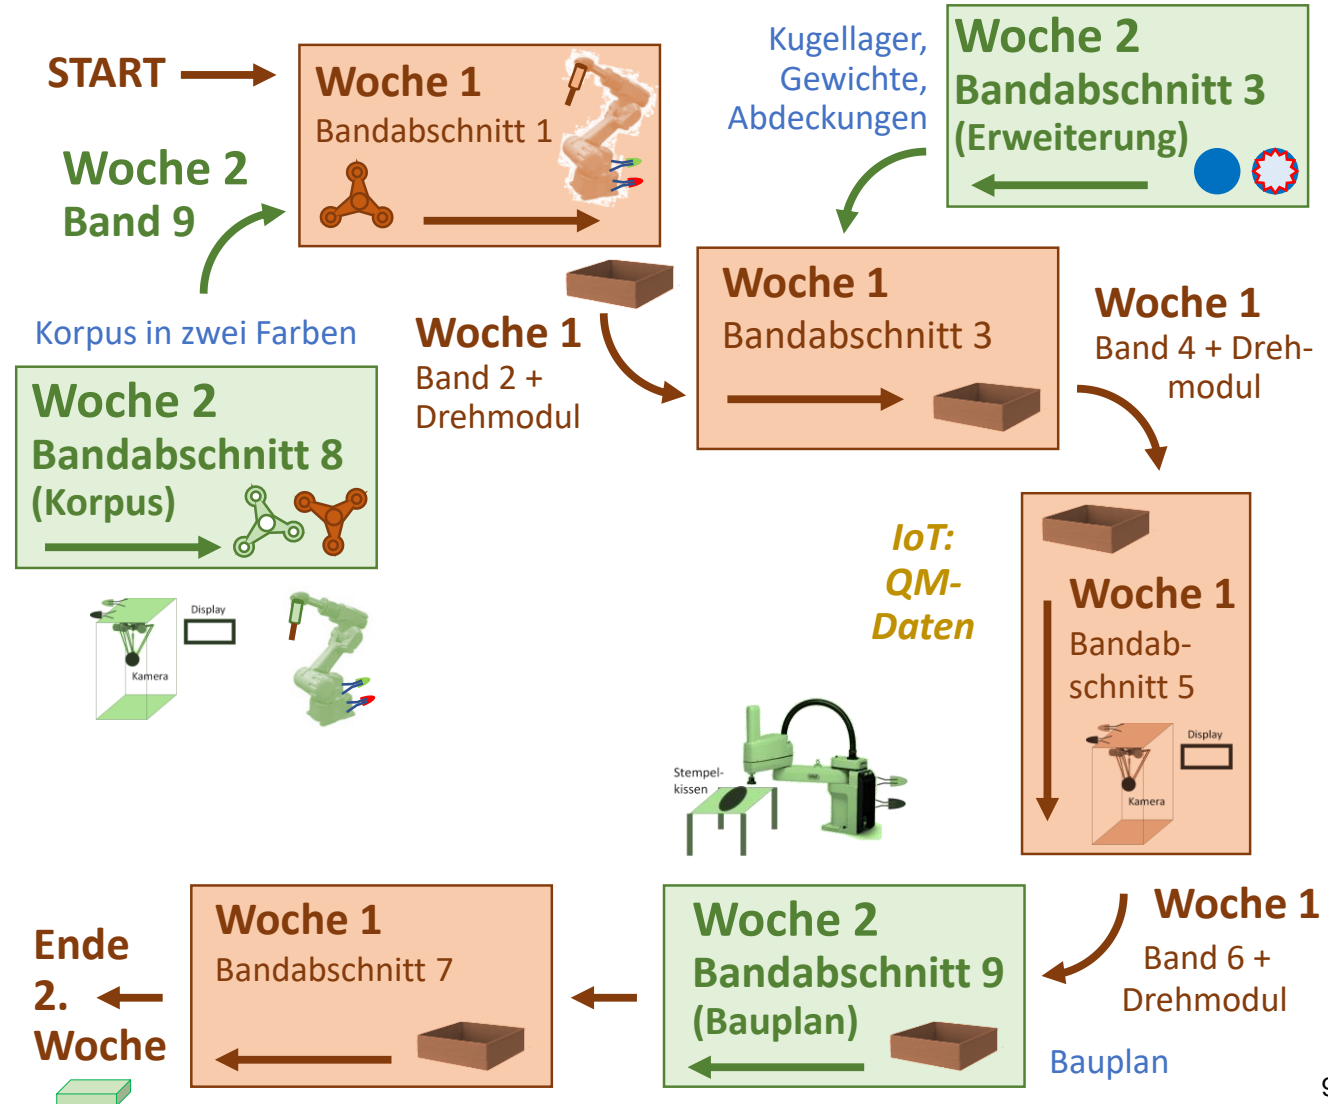 START
Woche 1
Bandabschnitt 1
Kugellager,
Gewichte,
Abdeckungen
Woche 2
Bandabschnitt 3
(Erweiterung)
Woche 2
Band 9
Woche 1
Bandabschnitt 3
Woche 1
Band 4 + Dreh-
modul
Korpus in zwei Farben
Woche 1
Band 2 +
Drehmodul
Woche 2
Bandabschnitt 8
(Korpus)
Display
Kamera
IoT:
QM-
Daten
Woche 1
Bandab-
schnitt 5
Display
Kamera
Stempel-
kissen
Woche 1
Band 6 +
Drehmodul
Bauplan
Woche 2
Bandabschnitt 9
(Bauplan)
Woche 1
Bandabschnitt 7
Ende
2.
Woche